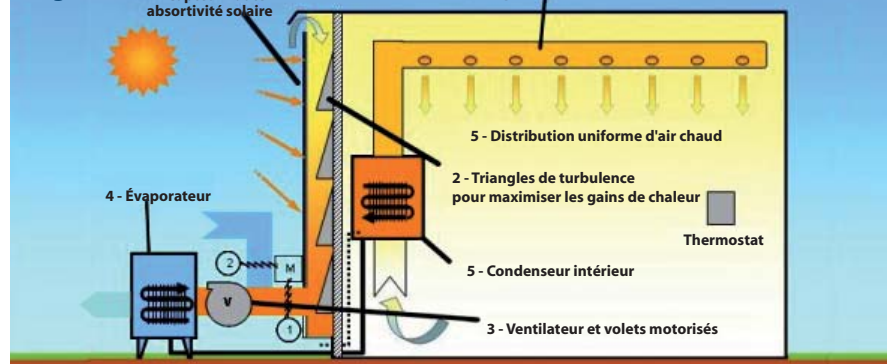 absortivité solaire
5 - Distribution uniforme d'air chaud
2 - Triangles de turbulence
pour maximiser les gains de chaleur
4 - Évaporateur
Thermostat
2
M
5 - Condenseur intérieur
V
1
3 - Ventilateur et volets motorisés